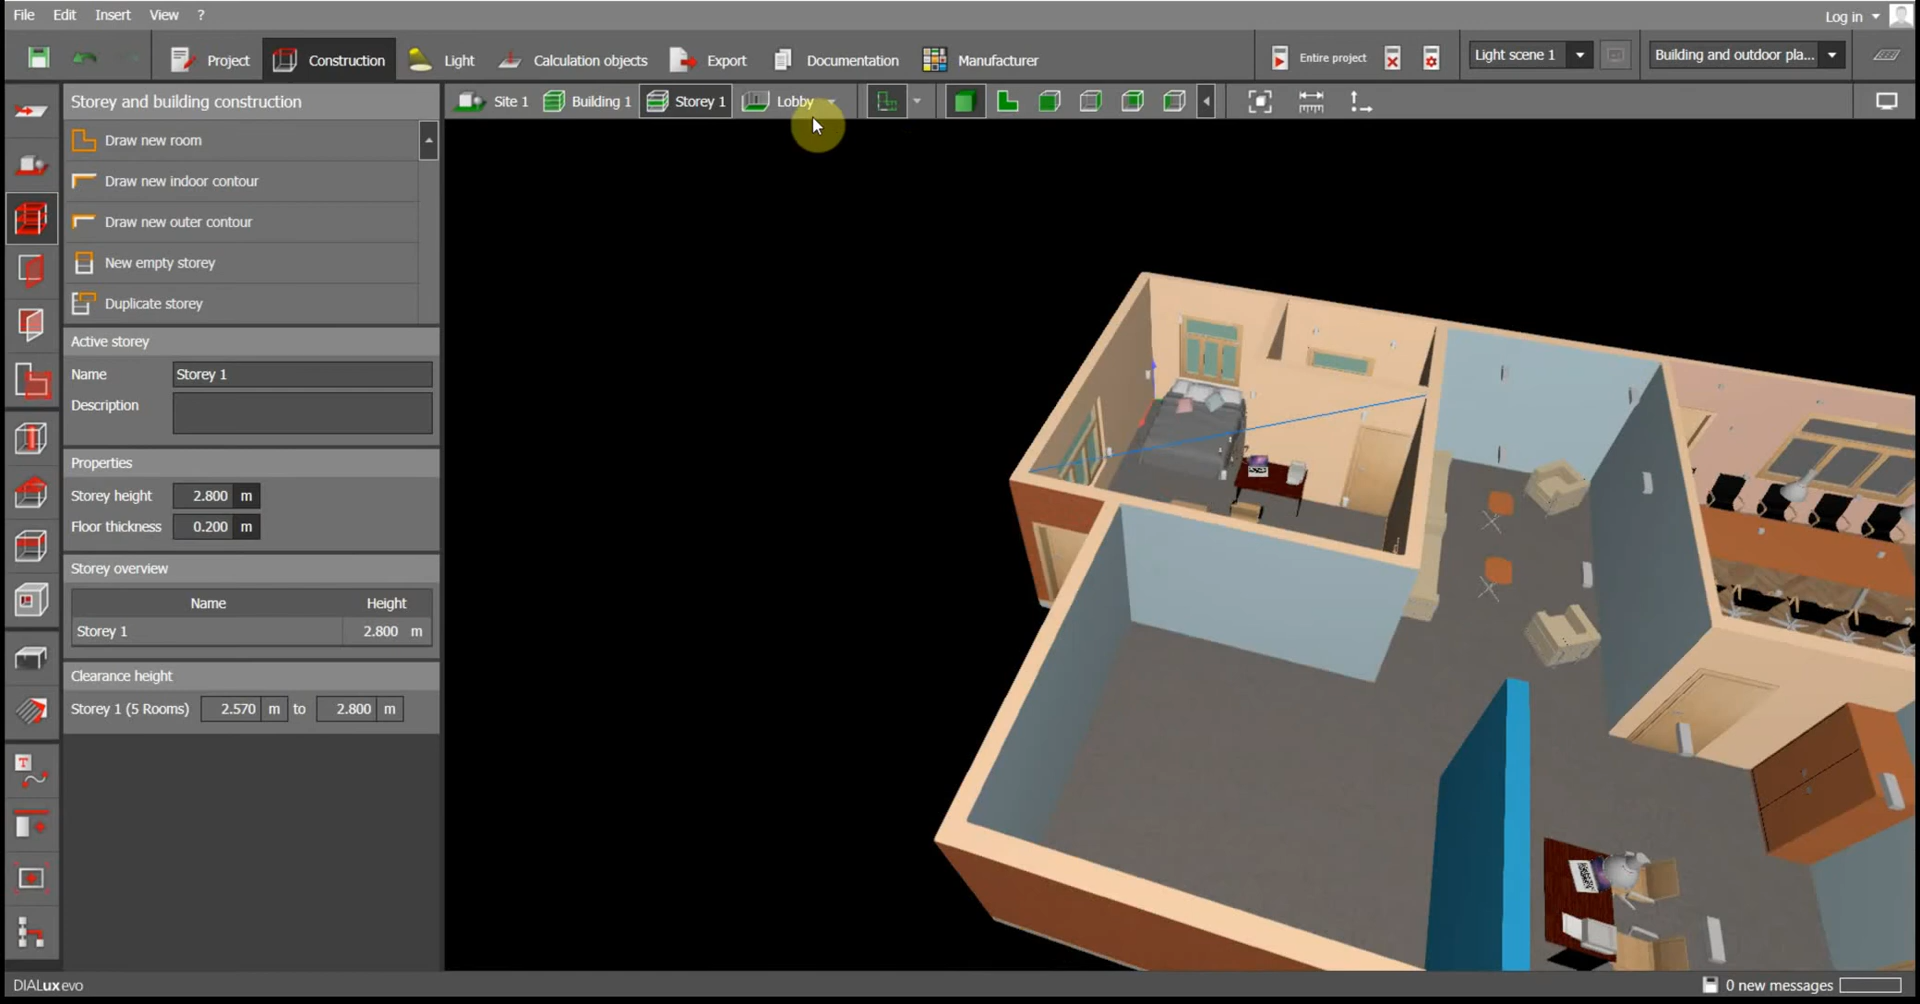 File Edit Insert View ?
Log in
Project Construction Light Calculation objects Export Documentation Manufacturer Entire project Light scene 1 Building and outdoor pla...
Storey and building construction
Site 1 Building 1 Storey 1 Lobby
Draw new room
Draw new indoor contour
Draw new outer contour
New empty storey
Duplicate storey
Active storey
Name Storey 1
Description
Properties
Storey height 2.800 m
Floor thickness 0.200 m
Storey overview
Name Height
Storey 1 2.800 m
Clearance height
Storey 1 (5 Rooms) 2.570 m to 2.800 m
T
DIALux evo
0 new messages